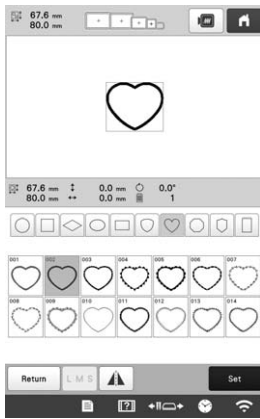 67.6 mm
80.0 mm
67.6 mm 0.0 mm 0.0°
80.0 mm 0.0 mm 1
001 002 003 004 005 006 007
008 009 010 011 012 013 014
Return L M S Set
?